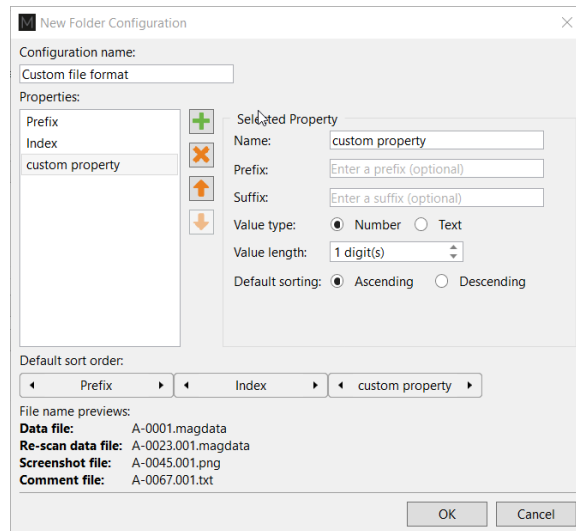 M New Folder Configuration
Configuration name:
Custom file format
Properties:
Prefix
Index
custom property
Selected Property
Name: custom property
Prefix: Enter a prefix (optional)
Suffix: Enter a suffix (optional)
Value type: Number Text
Value length: 1 digit(s)
Default sorting: Ascending Descending
Default sort order:
Prefix Index custom property
File name previews:
Data file: A-0001.magdata
Re-scan data file: A-0023.001.magdata
Screenshot file: A-0045.001.png
Comment file: A-0067.001.txt
OK Cancel